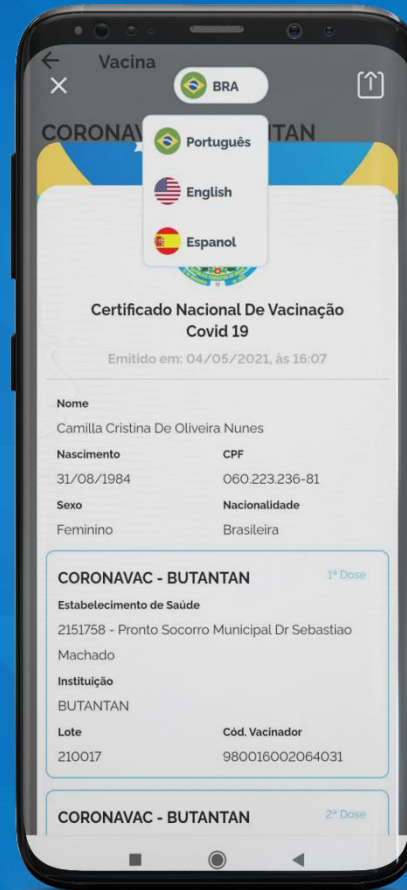 Vacina
BRA
CORONAV TAN
Português
English
Espanol
Certificado Nacional De Vacinação
Covid 19
Emitido em: 04/05/2021, às 16:07
Nome
Camilla Cristina De Oliveira Nunes
Nascimento CPF
31/08/1984 060.223.236-81
Sexo Nacionalidade
Feminino Brasileira
CORONAVAC - BUTANTAN 1ª Dose
Estabelecimento de Saúde
2151758 - Pronto Socorro Municipal Dr Sebastiao
Machado
Instituição
BUTANTAN
Lote Cód. Vacinador
210017 980016002064031
CORONAVAC - BUTANTAN 2ª Dose